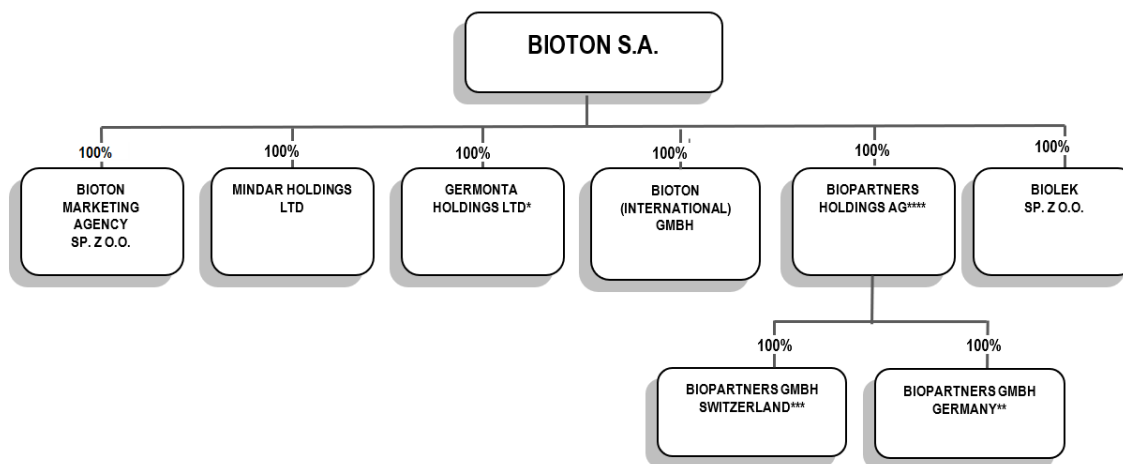 BIOTON S.A.
100%
100%
100%
100%
100%
100%
BIOTON
MARKETING
AGENCY
SP. Z O.O.
MINDAR HOLDINGS
LTD
GERMONTA
HOLDINGS LTD*
BIOTON
(INTERNATIONAL)
GMBH
BIOPARTNERS
HOLDINGS AG****
BIOLEK
SP. Z O.O.
100%
100%
BIOPARTNERS GMBH
SWITZERLAND***
BIOPARTNERS GMBH
GERMANY**